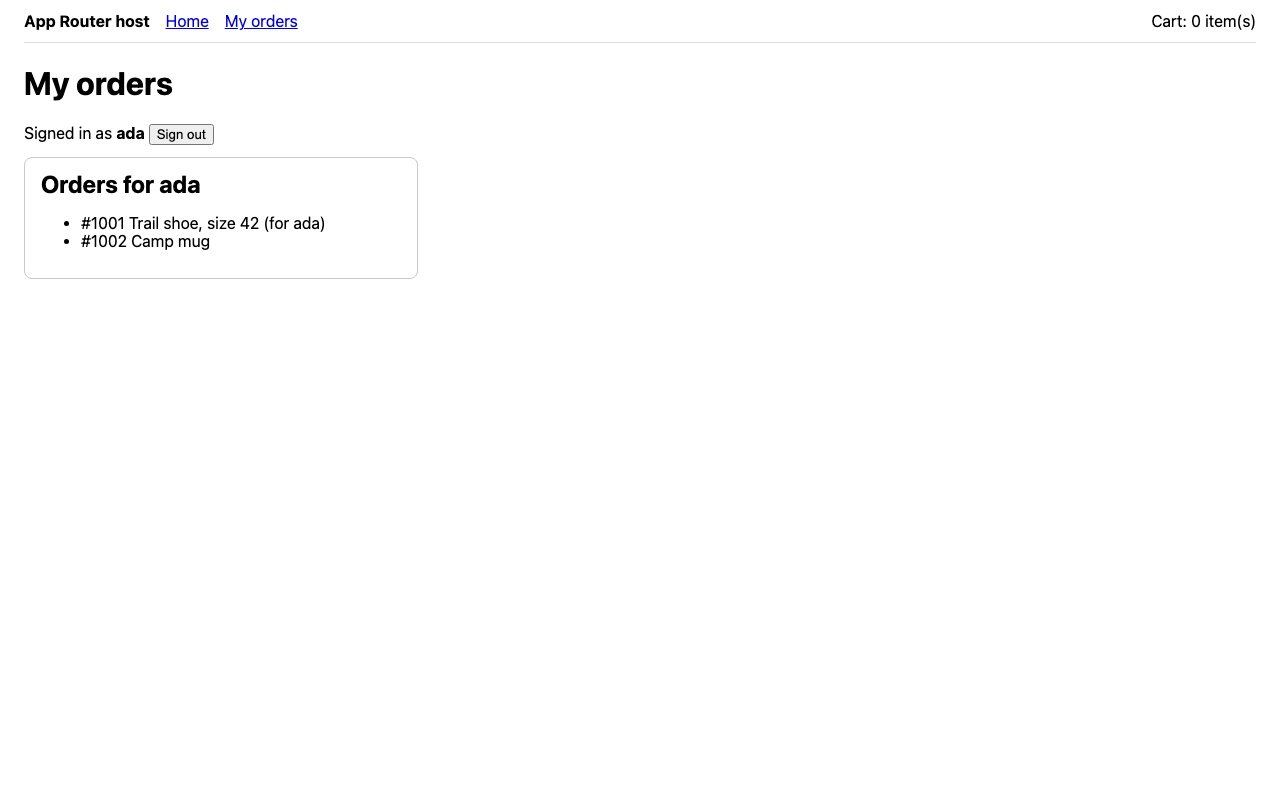 App Router host Home My orders Cart: 0 item(s)
My orders
Signed in as ada Sign out
Orders for ada
• #1001 Trail shoe, size 42 (for ada)
• #1002 Camp mug